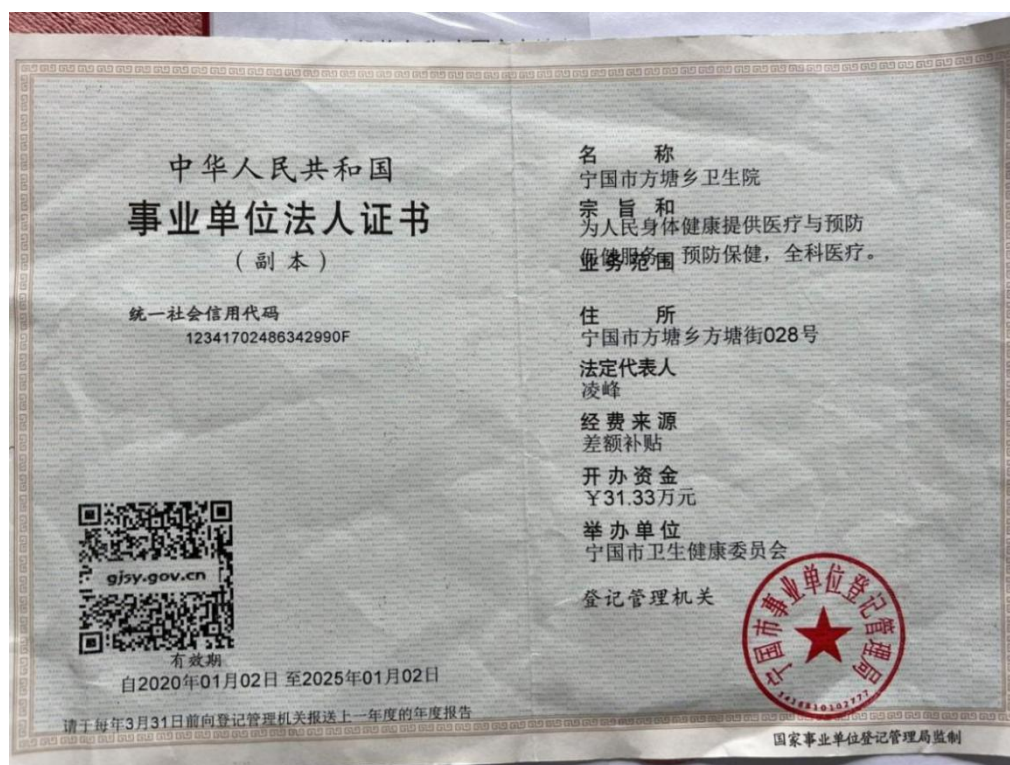 中华人民共和国
事业单位法人证书
（副本）
统一社会信用代码
12341702486342990F
gjsy.gov.cn
有效期
自2020年01月02日 至2025年01月02日
请于每年3月31日前向登记管理机关报送上一年度的年度报告
名称
宁国市方塘乡卫生院
宗旨和
为人民身体健康提供医疗与预防
保健服务。预防保健，全科医疗。
业务范围
住所
宁国市方塘乡方塘街028号
法定代表人
凌峰
经费来源
差额补贴
开办资金
￥31.33万元
举办单位
宁国市卫生健康委员会
登记管理机关
宁国市事业单位登记管理局
国家事业单位登记管理局监制